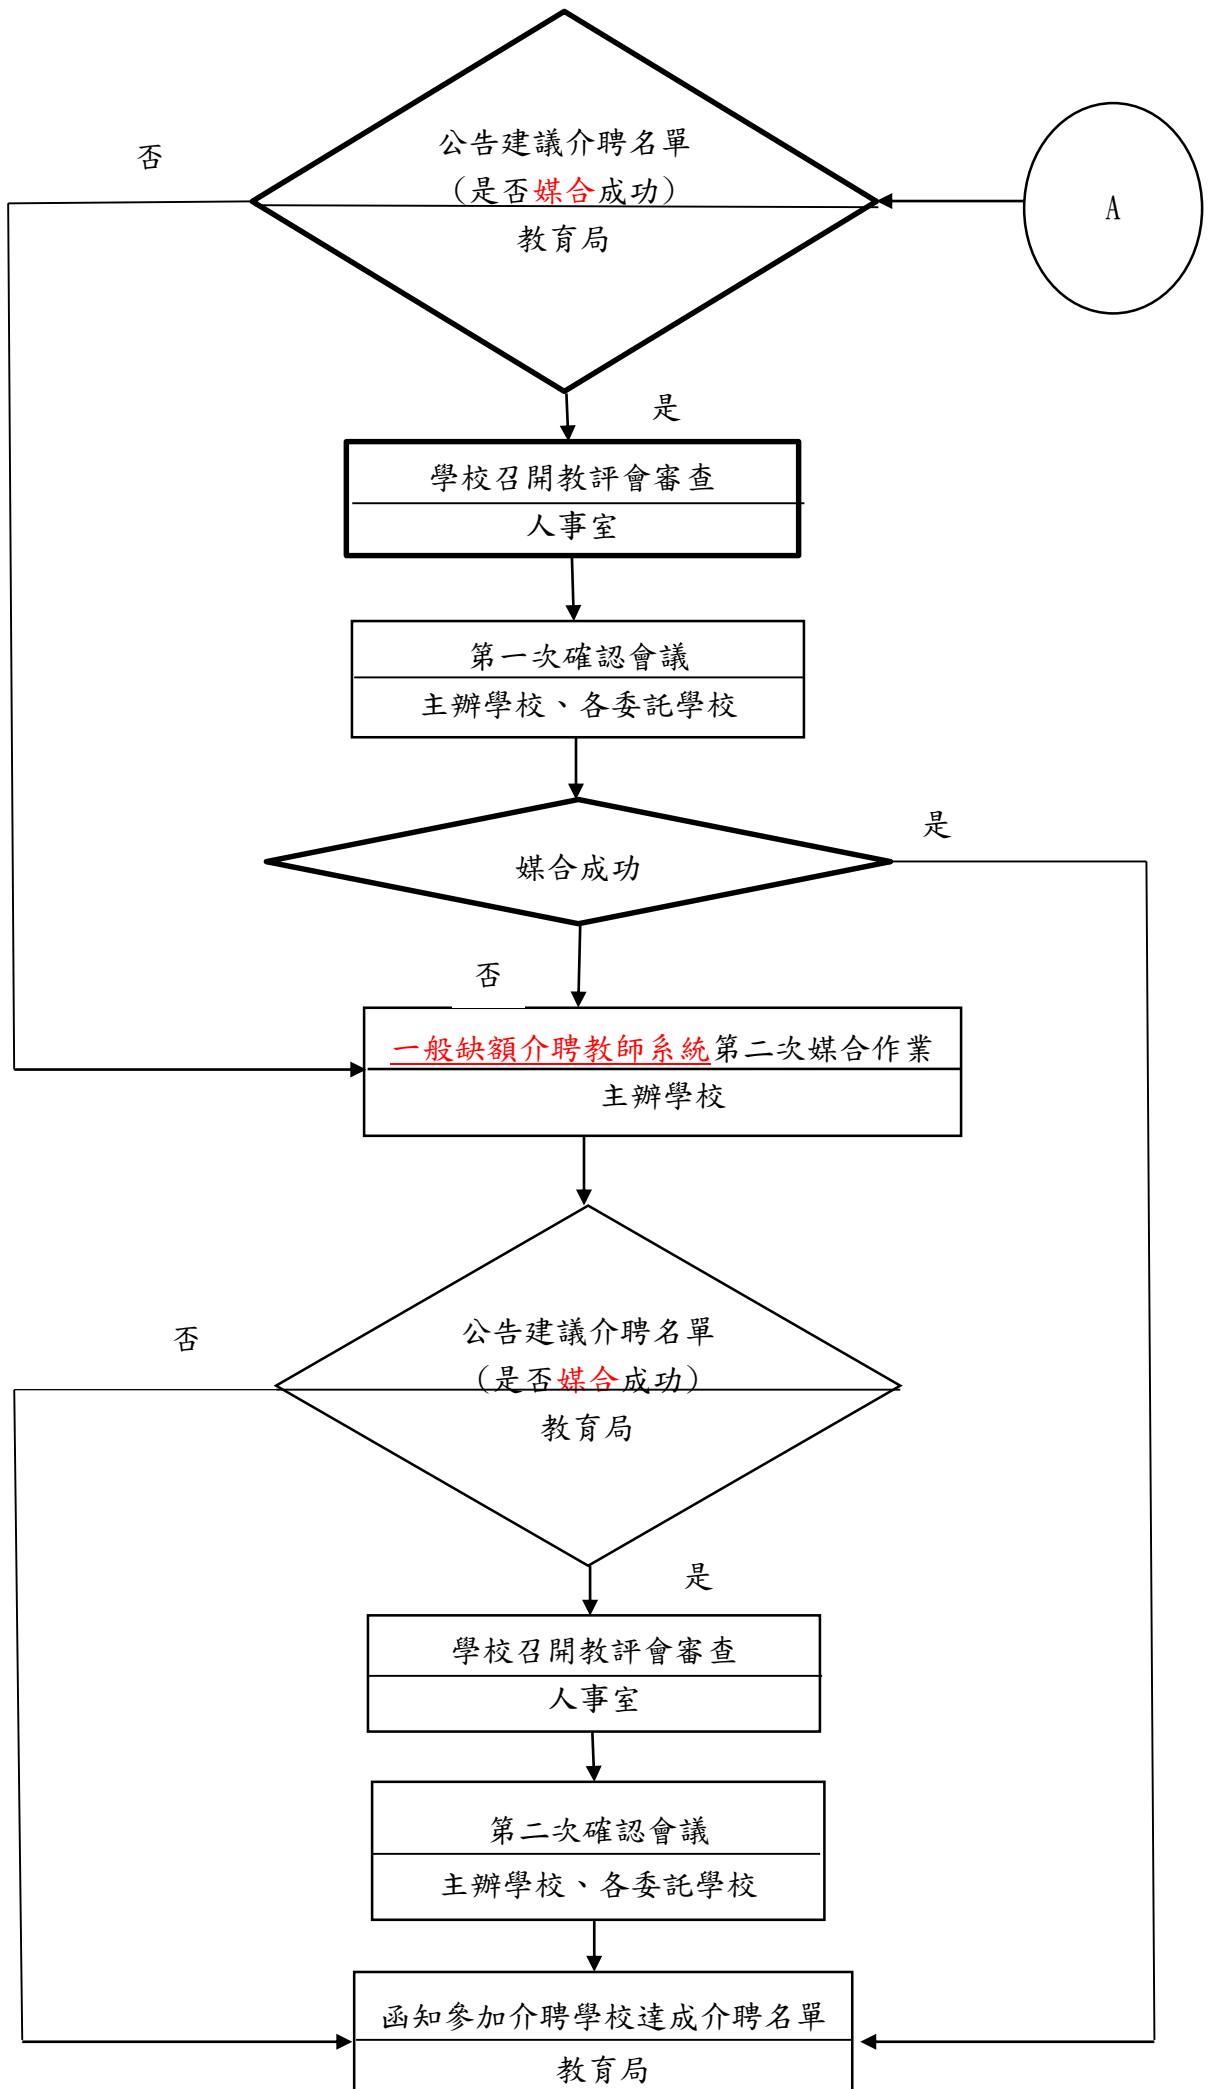 公告建議介聘名單
否
(是否媒合成功)
A
教育局
是
學校召開教評會審查
人事室
第一次確認會議
主辦學校、各委託學校
是
媒合成功
否
一般缺額介聘教師系統第二次媒合作業
主辦學校
公告建議介聘名單
否
(是否媒合成功)
教育局
是
學校召開教評會審查
人事室
第二次確認會議
主辦學校、各委託學校
函知參加介聘學校達成介聘名單
教育局